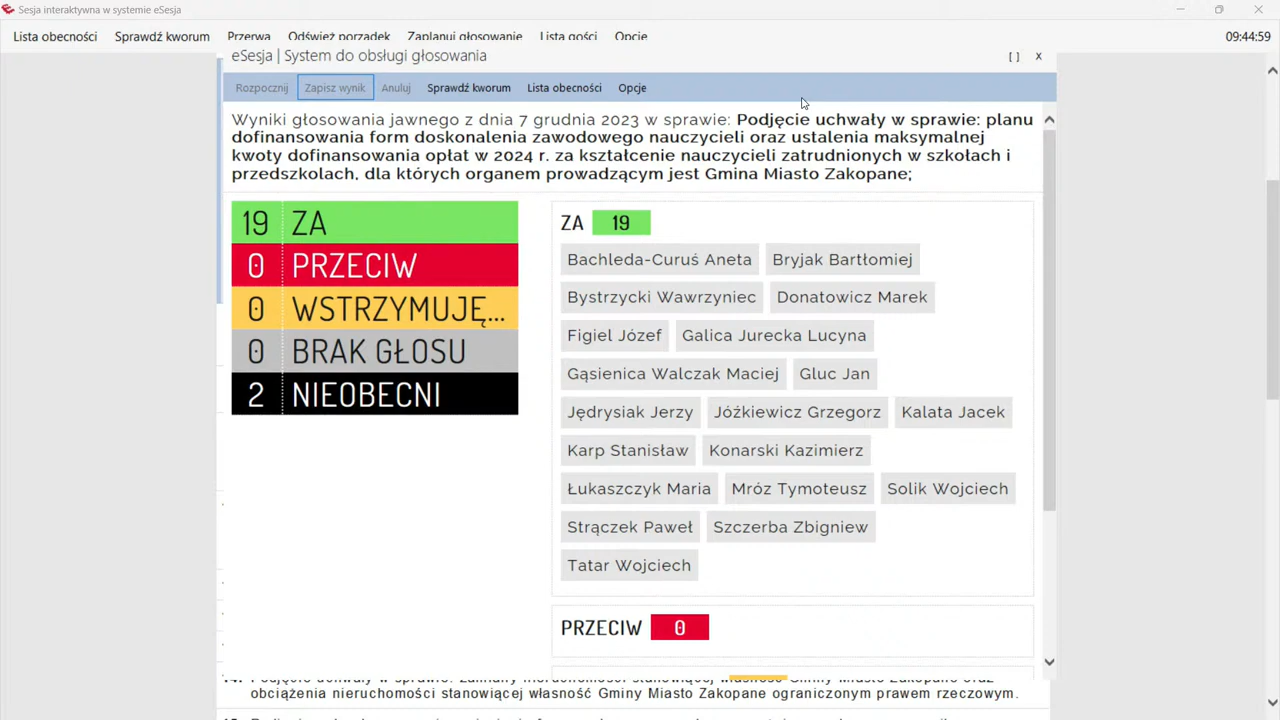 Sesja interaktywna w systemie eSesja
Lista obecności Sprawdź kworum Przerwa Odśwież porządek Zaplanuj głosowanie Lista gości Opcje 09:44:59
eSesja | System do obsługi głosowania [ ] X
Rozpocznij Zapisz wynik Anuluj Sprawdź kworum Lista obecności Opcje
Wyniki głosowania jawnego z dnia 7 grudnia 2023 w sprawie: Podjęcie uchwały w sprawie: planu
dofinansowania form doskonalenia zawodowego nauczycieli oraz ustalenia maksymalnej
kwoty dofinansowania opłat w 2024 r. za kształcenie nauczycieli zatrudnionych w szkołach i
przedszkolach, dla których organem prowadzącym jest Gmina Miasto Zakopane;
19 ZA
0 PRZECIW
0 WSTRZYMUJĘ...
0 BRAK GŁOSU
2 NIEOBECNI
ZA 19
Bachleda-Curuś Aneta Bryjak Bartłomiej
Bystrzycki Wawrzyniec Donatowicz Marek
Figiel Józef Galica Jurecka Lucyna
Gąsienica Walczak Maciej Gluc Jan
Jędrysiak Jerzy Jóźkiewicz Grzegorz Kalata Jacek
Karp Stanisław Konarski Kazimierz
Łukaszczyk Maria Mróz Tymoteusz Solik Wojciech
Strączek Paweł Szczerba Zbigniew
Tatar Wojciech
PRZECIW 0
obciążenia nieruchomości stanowiącej własność Gminy Miasto Zakopane ograniczonym prawem rzeczowym.